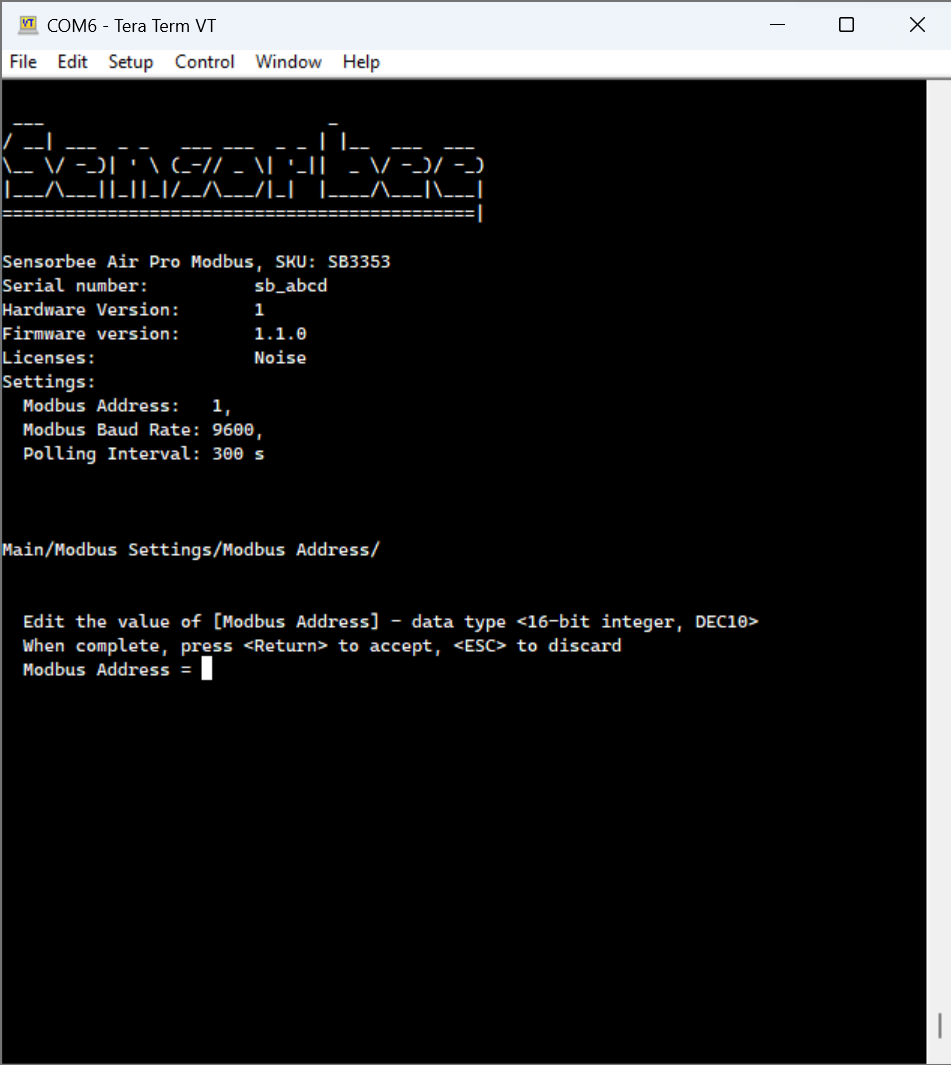 COM6 - Tera Term VT
File Edit Setup Control Window Help
Sensorbee
Sensorbee Air Pro Modbus, SKU: SB3353
Serial number: sb_abcd
Hardware Version: 1
Firmware version: 1.1.0
Licenses: Noise
Settings:
Modbus Address: 1,
Modbus Baud Rate: 9600,
Polling Interval: 300 s
Main/Modbus Settings/Modbus Address/
Edit the value of [Modbus Address] - data type <16-bit integer, DEC10>
When complete, press <Return> to accept, <ESC> to discard
Modbus Address =